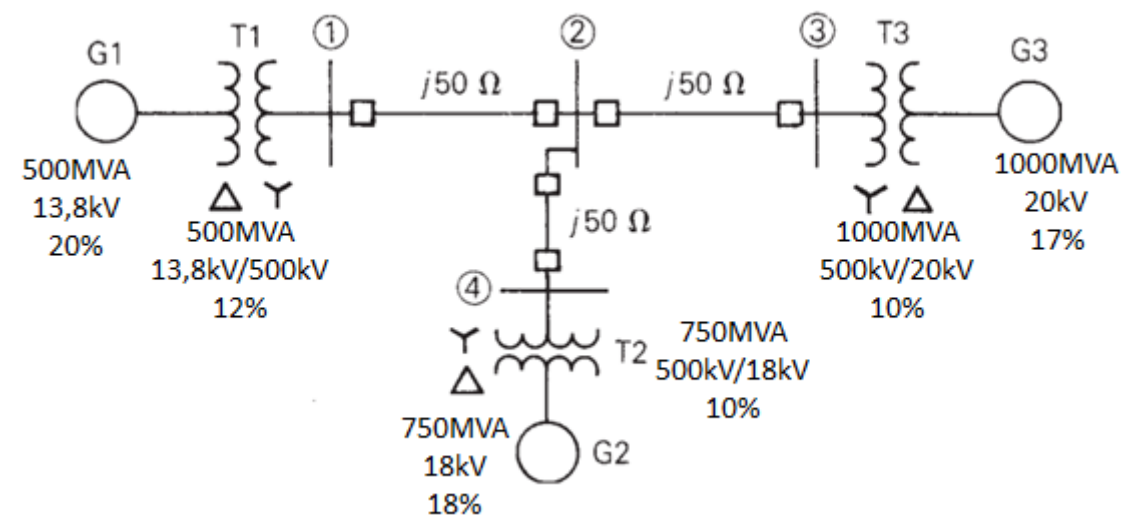 G1
T1
①
②
③
T3
G3
j50 Ω
j50 Ω
500MVA
13,8kV
20%
500MVA
13,8kV/500kV
12%
1000MVA
500kV/20kV
10%
1000MVA
20kV
17%
j50 Ω
④
T2
750MVA
500kV/18kV
10%
750MVA
18kV
18%
G2